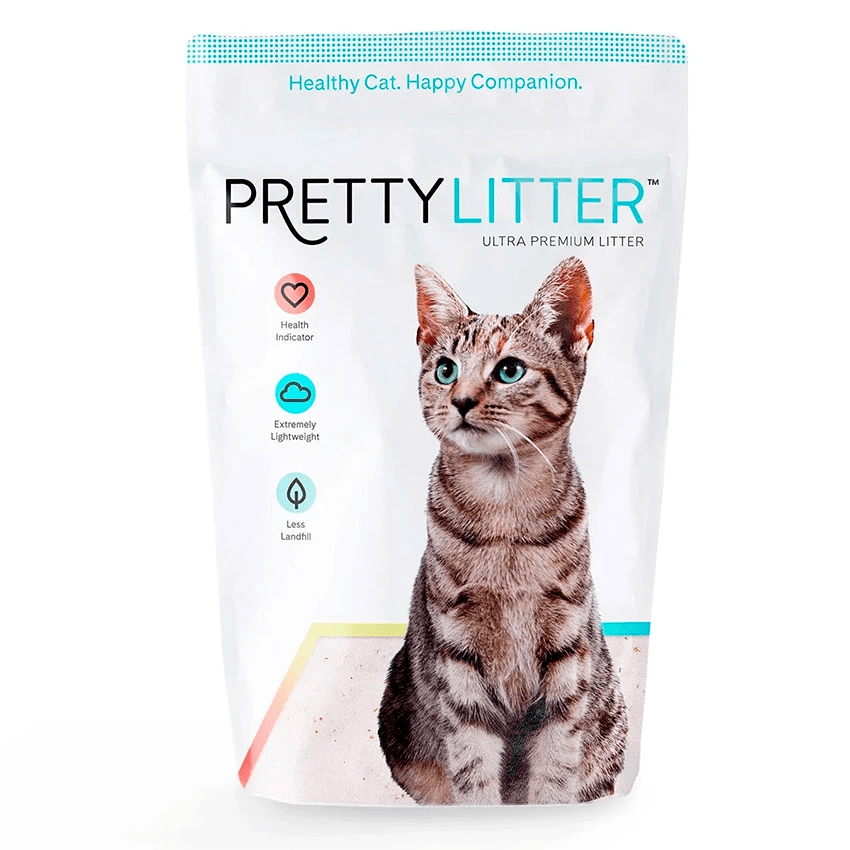 Healthy Cat. Happy Companion.
PRETTYLITTER™
ULTRA PREMIUM LITTER
Health
Indicator
Extremely
Lightweight
Less
Landfill